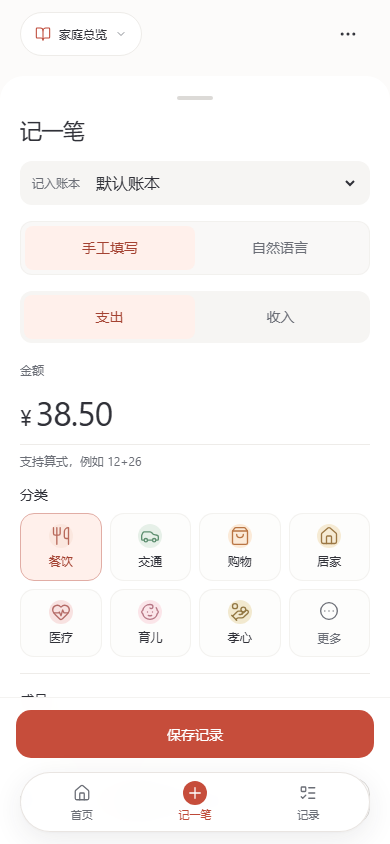 家庭总览
记一笔
记入账本 默认账本
手工填写 自然语言
支出 收入
金额
¥ 38.50
支持算式，例如 12+26
分类
餐饮 交通 购物 居家
医疗 育儿 孝心 更多
保存记录
首页 记一笔 记录